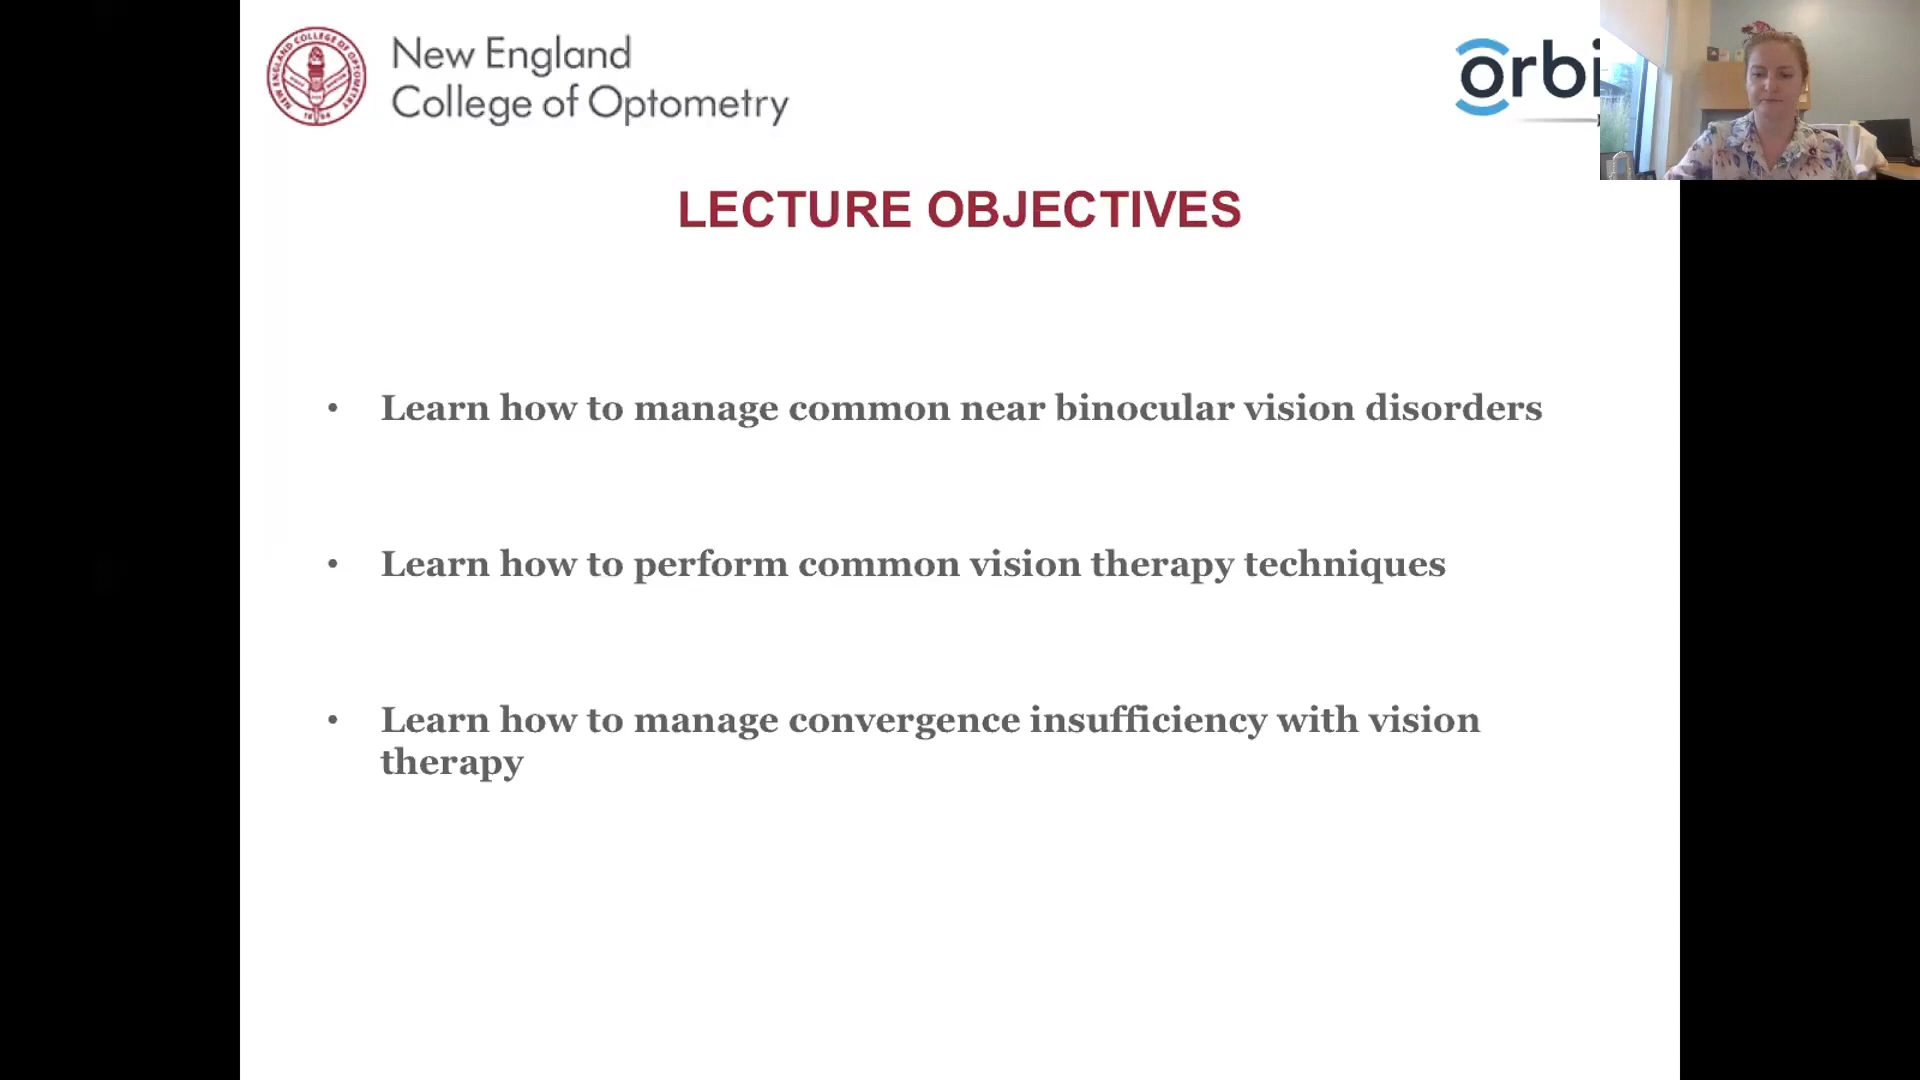 New England
College of Optometry
orbi
LECTURE OBJECTIVES
• Learn how to manage common near binocular vision disorders
• Learn how to perform common vision therapy techniques
• Learn how to manage convergence insufficiency with vision
therapy